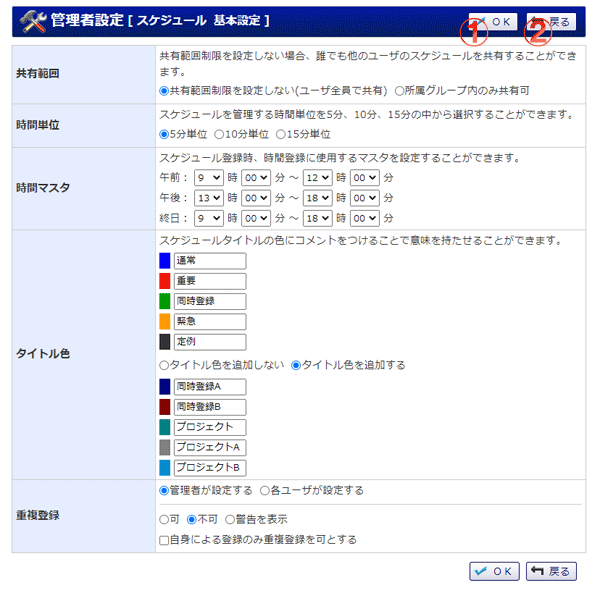 管理者設定 [ スケジュール 基本設定 ]
① OK ② 戻る
共有範囲
共有範囲制限を設定しない場合、誰でも他のユーザのスケジュールを共有することができ
ます。
共有範囲制限を設定しない(ユーザ全員で共有) 所属グループ内のみ共有可
時間単位
スケジュールを管理する時間単位を5分、10分、15分の中から選択することができます。
5分単位 10分単位 15分単位
時間マスタ
スケジュール登録時、時間登録に使用するマスタを設定することができます。
午前： 9 時 00 分 ～ 12 時 00 分
午後： 13 時 00 分 ～ 18 時 00 分
終日： 9 時 00 分 ～ 18 時 00 分
タイトル色
スケジュールタイトルの色にコメントをつけることで意味を持たせることができます。
通常
重要
同時登録
緊急
定例
タイトル色を追加しない タイトル色を追加する
同時登録A
同時登録B
プロジェクト
プロジェクトA
プロジェクトB
重複登録
管理者が設定する 各ユーザが設定する
可 不可 警告を表示
自身による登録のみ重複登録を可とする
OK 戻る